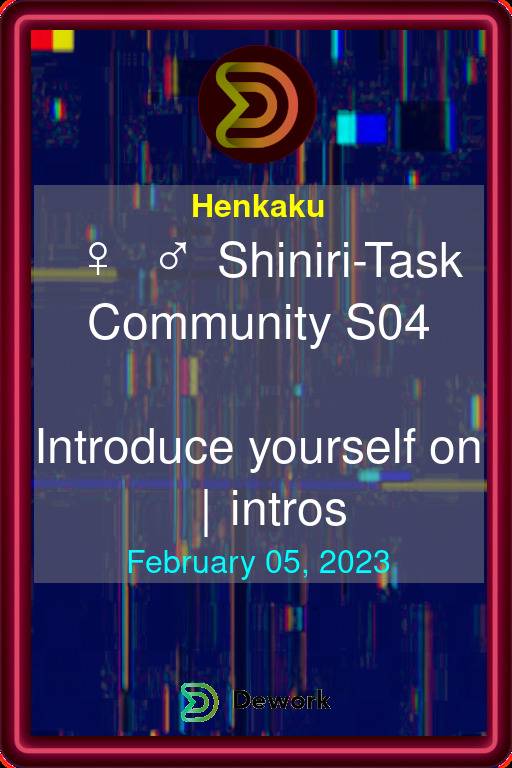 Henkaku
♀ ♂ Shiniri-Task
Community S04
Introduce yourself on
| intros
February 05, 2023
Dework